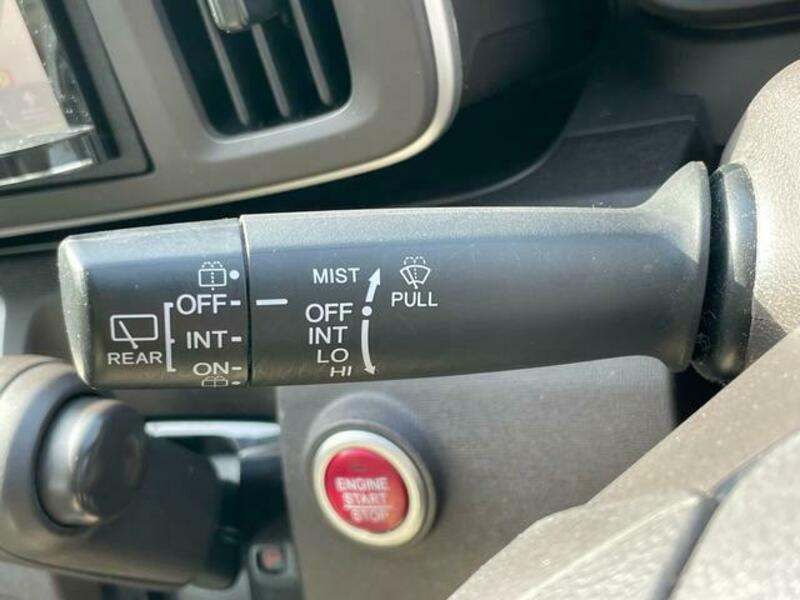 OFF
INT
ON
REAR
MIST
OFF
INT
LO
HI
PULL
ENGINE
START
STOP